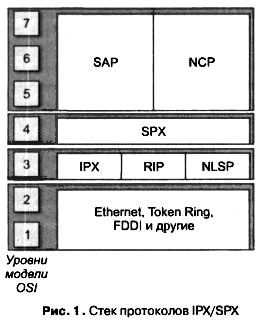 7
6
5
SAP
NCP
4
SPX
3
IPX
RIP
NLSP
2
1
Ethernet, Token Ring,
FDDI и другие
Уровни
модели
OSI
Рис. 1. Стек протоколов IPX/SPX